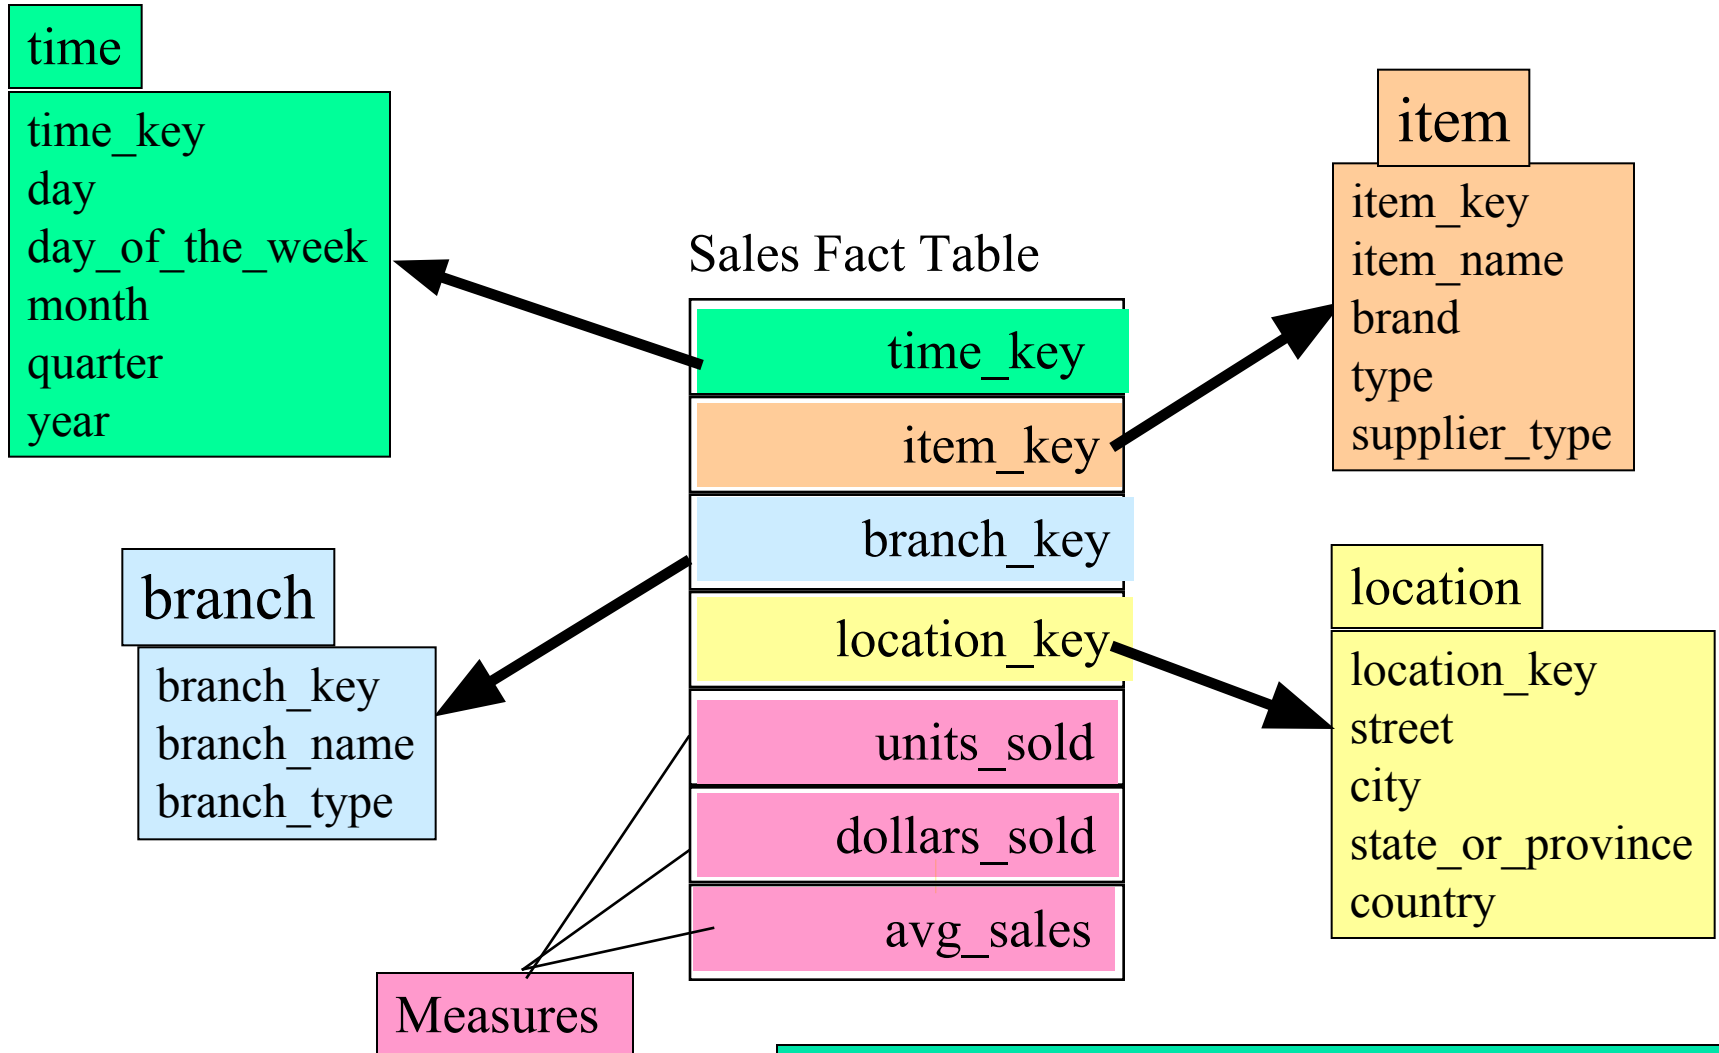 time
time_key
day
day_of_the_week
month
quarter
year
item
item_key
item_name
brand
type
supplier_type
Sales Fact Table
time_key
item_key
branch_key
location_key
units_sold
dollars_sold
avg_sales
branch
branch_key
branch_name
branch_type
location
location_key
street
city
state_or_province
country
Measures